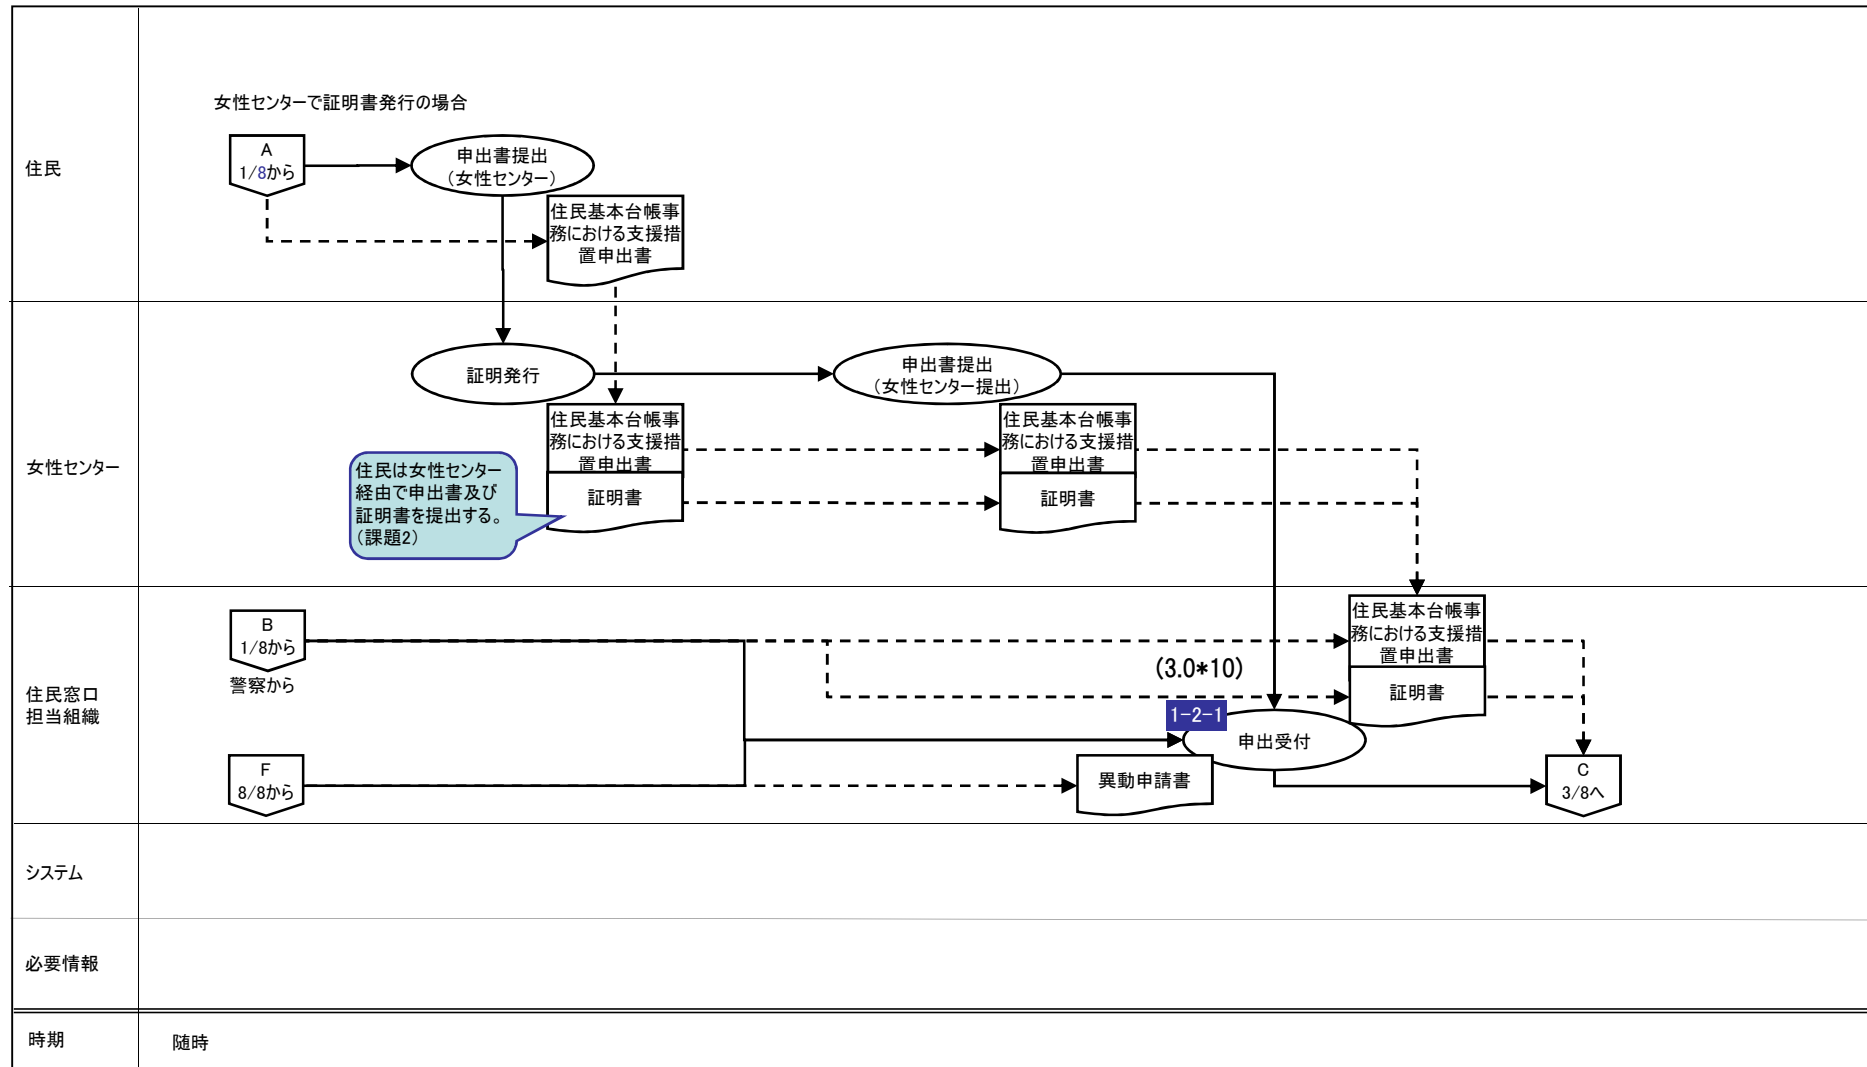 住民
女性センターで証明書発行の場合
A
1/8から
申出書提出
（女性センター）
住民基本台帳事
務における支援措
置申出書
女性センター
証明発行
申出書提出
（女性センター提出）
住民基本台帳事
務における支援措
置申出書
証明書
住民基本台帳事
務における支援措
置申出書
証明書
住民は女性センター
経由で申出書及び
証明書を提出する。
（課題2）
住民窓口
担当組織
B
1/8から
警察から
住民基本台帳事
務における支援措
置申出書
証明書
(3.0*10)
1-2-1
申出受付
F
8/8から
異動申請書
C
3/8へ
システム
必要情報
時期
随時